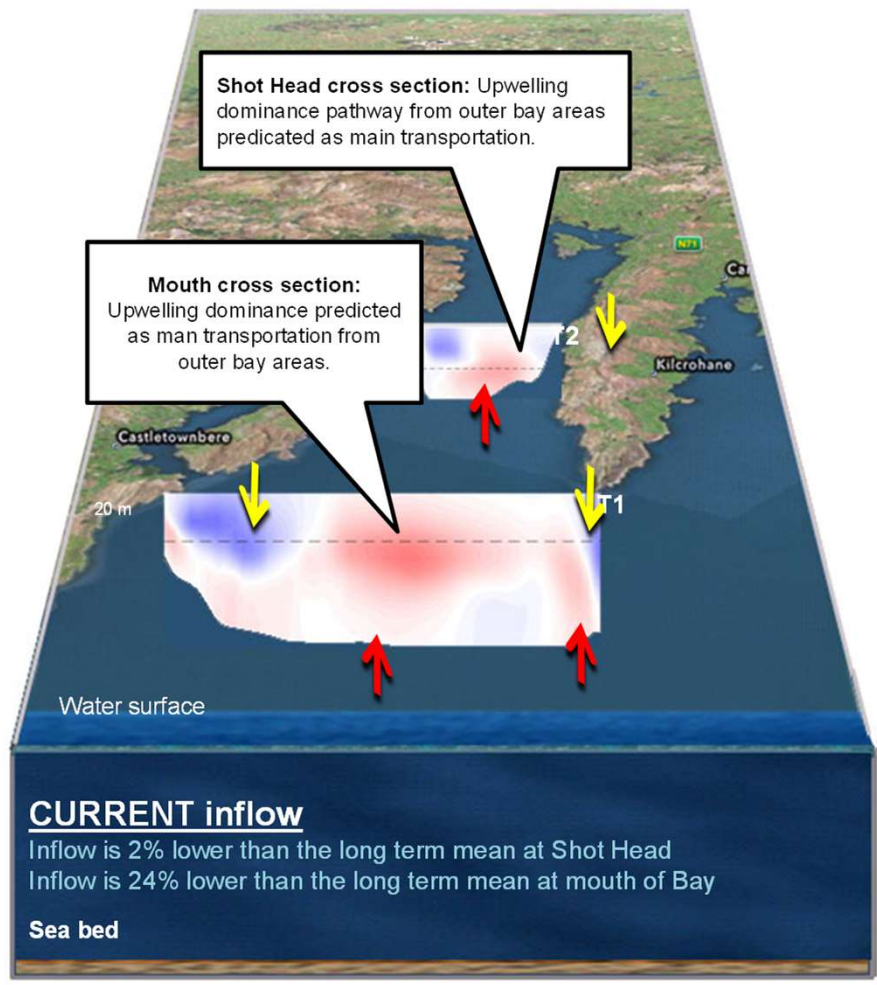 Shot Head cross section: Upwelling
dominance pathway from outer bay areas
predicated as main transportation.
N71
Mouth cross section:
Upwelling dominance predicted
as man transportation from
outer bay areas.
T2
Kilcrohane
Castletownbere
20 m
T1
Water surface
CURRENT inflow
Inflow is 2% lower than the long term mean at Shot Head
Inflow is 24% lower than the long term mean at mouth of Bay
Sea bed